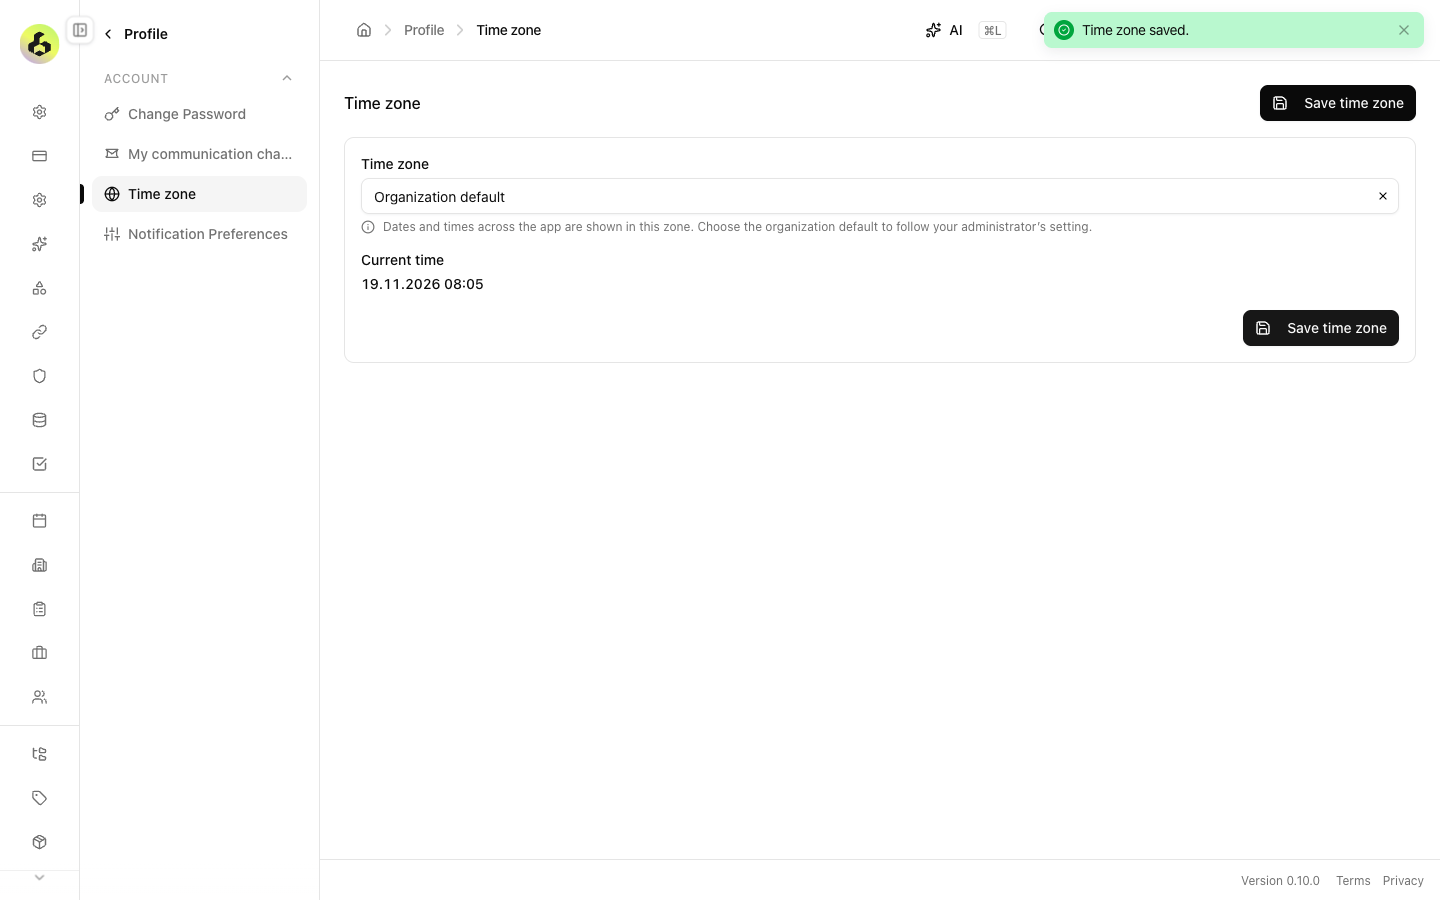 Profile
ACCOUNT
Change Password
My communication cha...
Time zone
Notification Preferences
Profile
Time zone
AI
⌘L
Time zone saved.
Time zone
Save time zone
Time zone
Organization default
Dates and times across the app are shown in this zone. Choose the organization default to follow your administrator's setting.
Current time
19.11.2026 08:05
Save time zone
Version 0.10.0
Terms
Privacy